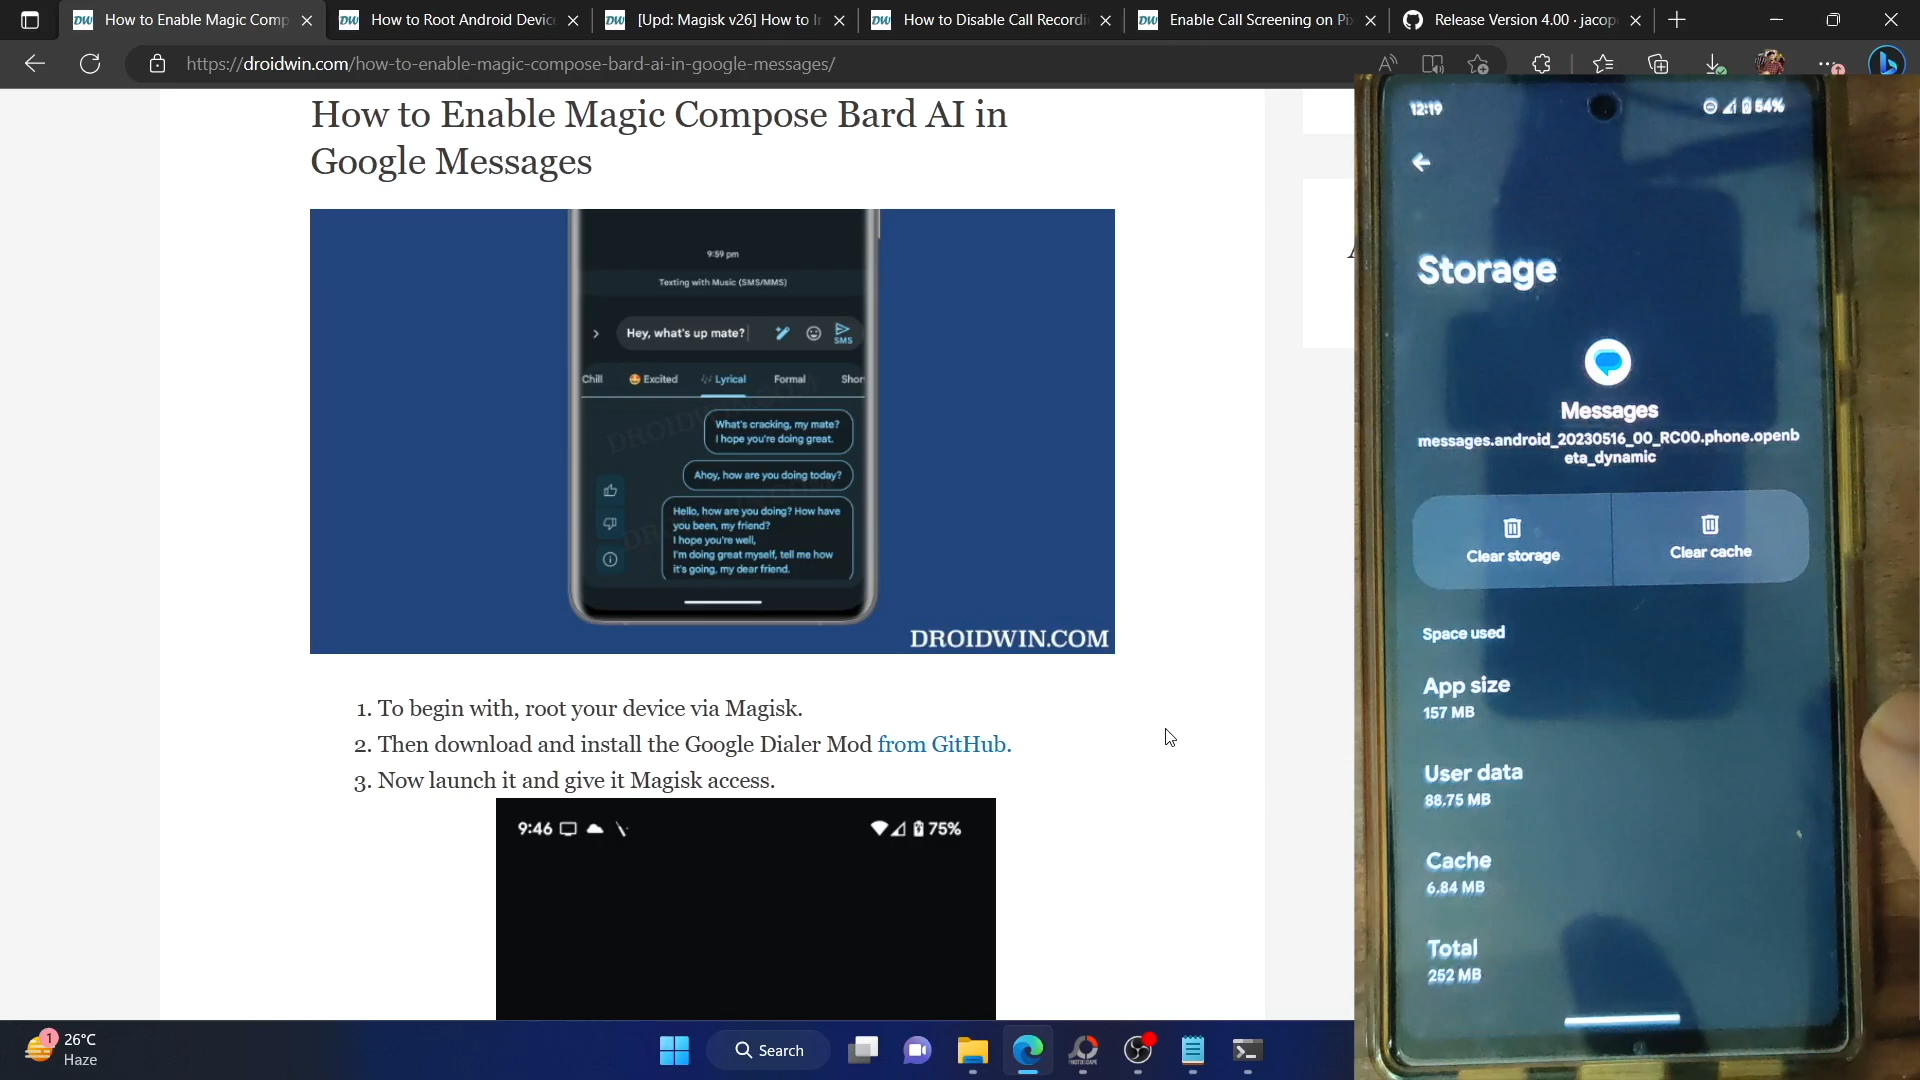 How to Enable Magic Comp
How to Root Android Devic
[Upd: Magisk v26] How to I
How to Disable Call Recordi
Enable Call Screening on Pi
Release Version 4.00 · jacop
https://droidwin.com/how-to-enable-magic-compose-bard-ai-in-google-messages/
How to Enable Magic Compose Bard AI in
Google Messages
9:59 pm
Texting with Music (SMS/MMS)
Hey, what's up mate?
SMS
Chill
Excited
Lyrical
Formal
Shor
What's cracking, my mate?
I hope you're doing great.
Ahoy, how are you doing today?
Hello, how are you doing? How have
you been, my friend?
I hope you're well,
I'm doing great myself, tell me how
it's going, my dear friend.
DROIDWIN.COM
1. To begin with, root your device via Magisk.
2. Then download and install the Google Dialer Mod from GitHub.
3. Now launch it and give it Magisk access.
9:46
75%
12:19
54%
Storage
Messages
messages.android_20230516_00_RC00.phone.openb
eta_dynamic
Clear storage
Clear cache
Space used
App size
157 MB
User data
88.75 MB
Cache
6.84 MB
Total
252 MB
1
26°C
Haze
Search